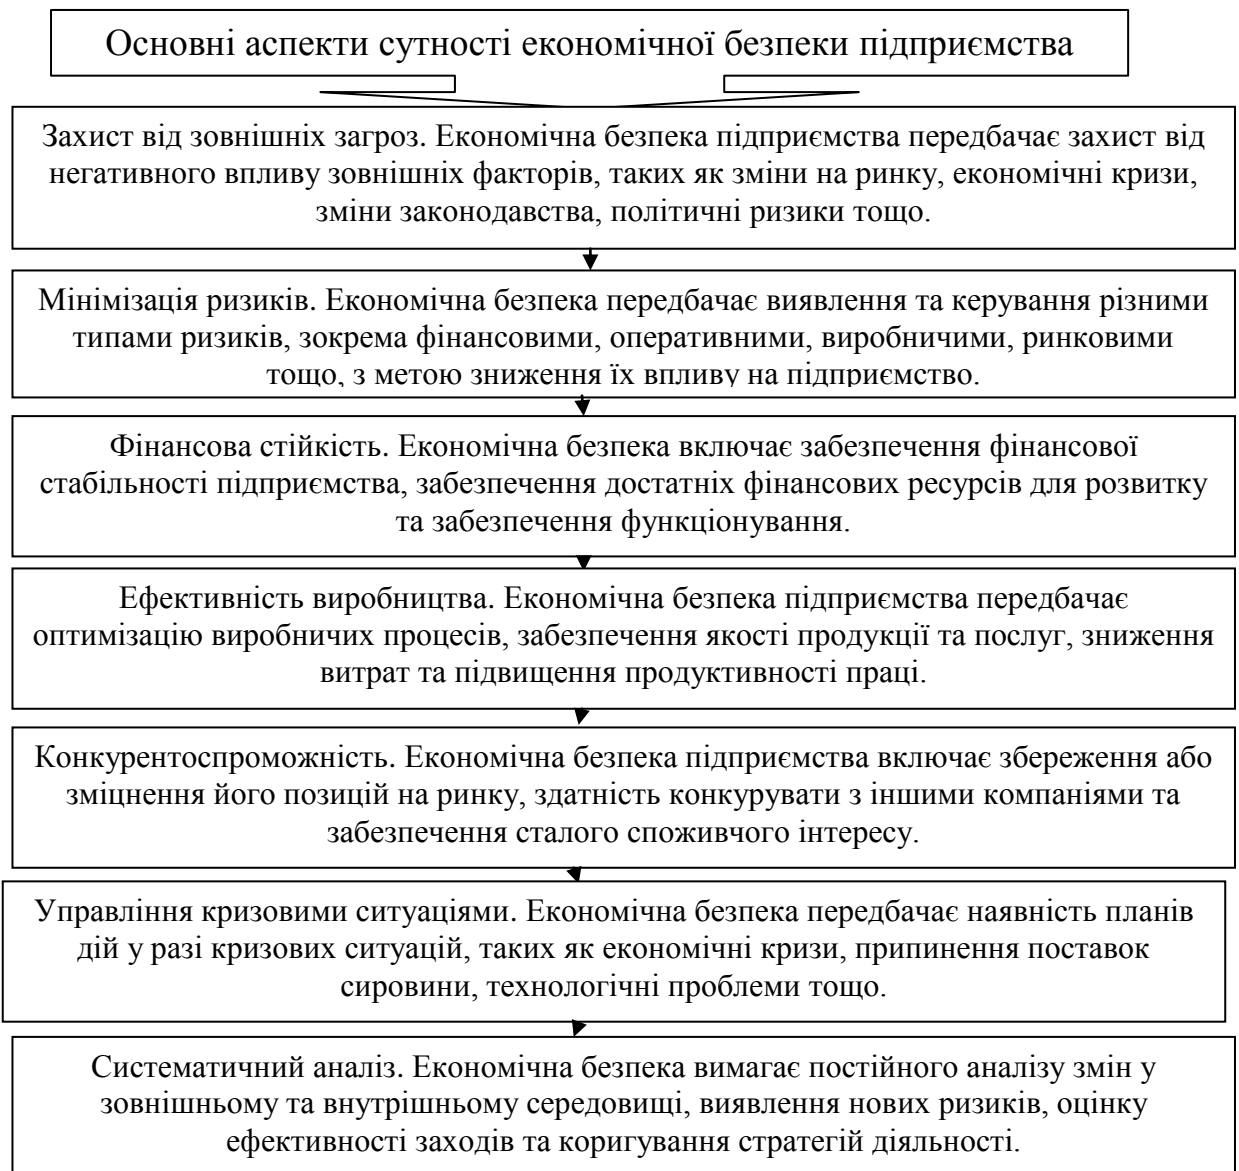 Основні аспекти сутності економічної безпеки підприємства
Захист від зовнішніх загроз. Економічна безпека підприємства передбачає захист від
негативного впливу зовнішніх факторів, таких як зміни на ринку, економічні кризи,
зміни законодавства, політичні ризики тощо.
Мінімізація ризиків. Економічна безпека передбачає виявлення та керування різними
типами ризиків, зокрема фінансовими, оперативними, виробничими, ринковими
тощо, з метою зниження їх впливу на підприємство.
Фінансова стійкість. Економічна безпека включає забезпечення фінансової
стабільності підприємства, забезпечення достатніх фінансових ресурсів для розвитку
та забезпечення функціонування.
Ефективність виробництва. Економічна безпека підприємства передбачає
оптимізацію виробничих процесів, забезпечення якості продукції та послуг, зниження
витрат та підвищення продуктивності праці.
Конкурентоспроможність. Економічна безпека підприємства включає збереження або
зміцнення його позицій на ринку, здатність конкурувати з іншими компаніями та
забезпечення сталого споживчого інтересу.
Управління кризовими ситуаціями. Економічна безпека передбачає наявність планів
дій у разі кризових ситуацій, таких як економічні кризи, припинення поставок
сировини, технологічні проблеми тощо.
Систематичний аналіз. Економічна безпека вимагає постійного аналізу змін у
зовнішньому та внутрішньому середовищі, виявлення нових ризиків, оцінку
ефективності заходів та коригування стратегій діяльності.